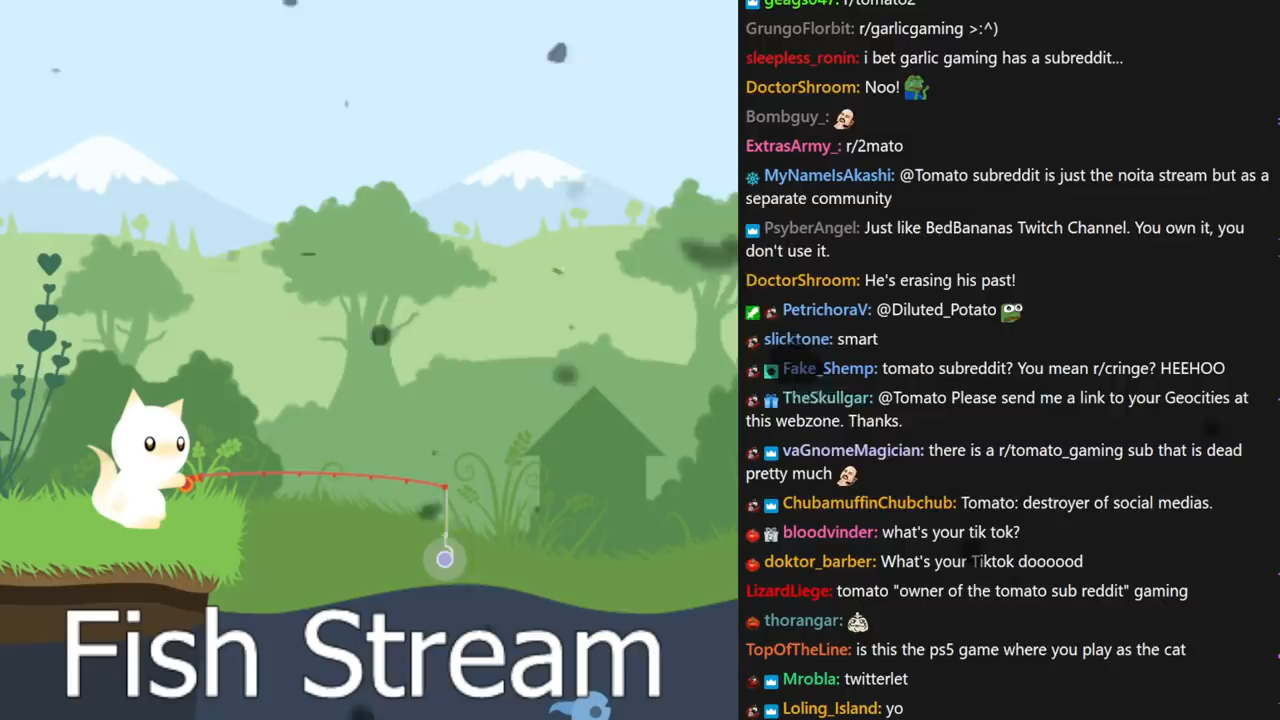 geags047: r/tomato2
GrungoFlorbit: r/garlicgaming >:^)
sleepless_ronin: i bet garlic gaming has a subreddit...
DoctorShroom: Noo!
Bombguy_:
ExtrasArmy_: r/2mato
MyNameIsAkashi: @Tomato subreddit is just the noita stream but as a
separate community
PsyberAngel: Just like BedBananas Twitch Channel. You own it, you
don't use it.
DoctorShroom: He's erasing his past!
PetrichoraV: @Diluted_Potato
slicktone: smart
Fake_Shemp: tomato subreddit? You mean r/cringe? HEEHOO
TheSkullgar: @Tomato Please send me a link to your Geocities at
this webzone. Thanks.
vaGnomeMagician: there is a r/tomato_gaming sub that is dead
pretty much
ChubamuffinChubchub: Tomato: destroyer of social medias.
bloodvinder: what's your tik tok?
doktor_barber: What's your Tiktok doooood
LizardLiege: tomato "owner of the tomato sub reddit" gaming
thorangar:
TopOfTheLine: is this the ps5 game where you play as the cat
Mrobla: twitterlet
Loling_Island: yo
Fish Stream